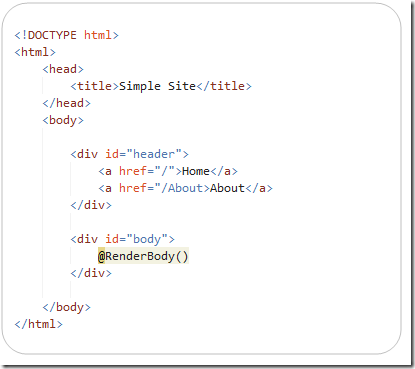 <!DOCTYPE html>
<html>
<head>
<title>Simple Site</title>
</head>
<body>
<div id="header">
<a href="/">Home</a>
<a href="/About>About</a>
</div>
<div id="body">
@RenderBody()
</div>
</body>
</html>